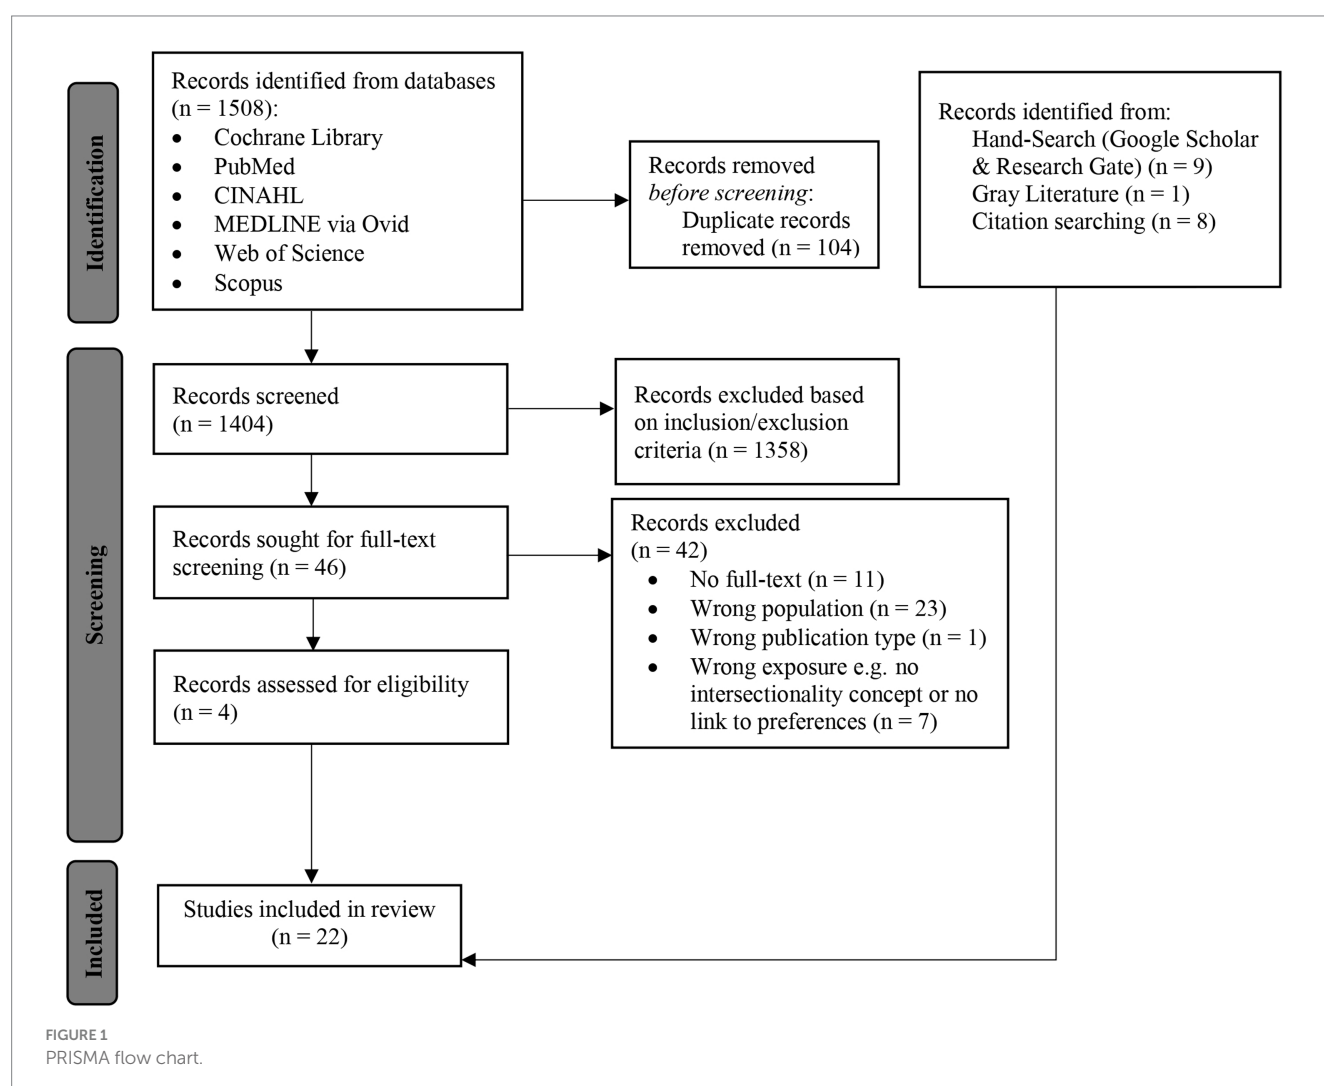 Identification
Records identified from databases
(n = 1508):
• Cochrane Library
• PubMed
• CINAHL
• MEDLINE via Ovid
• Web of Science
• Scopus
Records removed
before screening:
Duplicate records
removed (n = 104)
Records identified from:
Hand-Search (Google Scholar
& Research Gate) (n = 9)
Gray Literature (n = 1)
Citation searching (n = 8)
Screening
Records screened
(n = 1404)
Records excluded based
on inclusion/exclusion
criteria (n = 1358)
Records sought for full-text
screening (n = 46)
Records excluded
(n = 42)
• No full-text (n = 11)
• Wrong population (n = 23)
• Wrong publication type (n = 1)
• Wrong exposure e.g. no
intersectionality concept or no
link to preferences (n = 7)
Records assessed for eligibility
(n = 4)
Included
Studies included in review
(n = 22)
FIGURE 1
PRISMA flow chart.